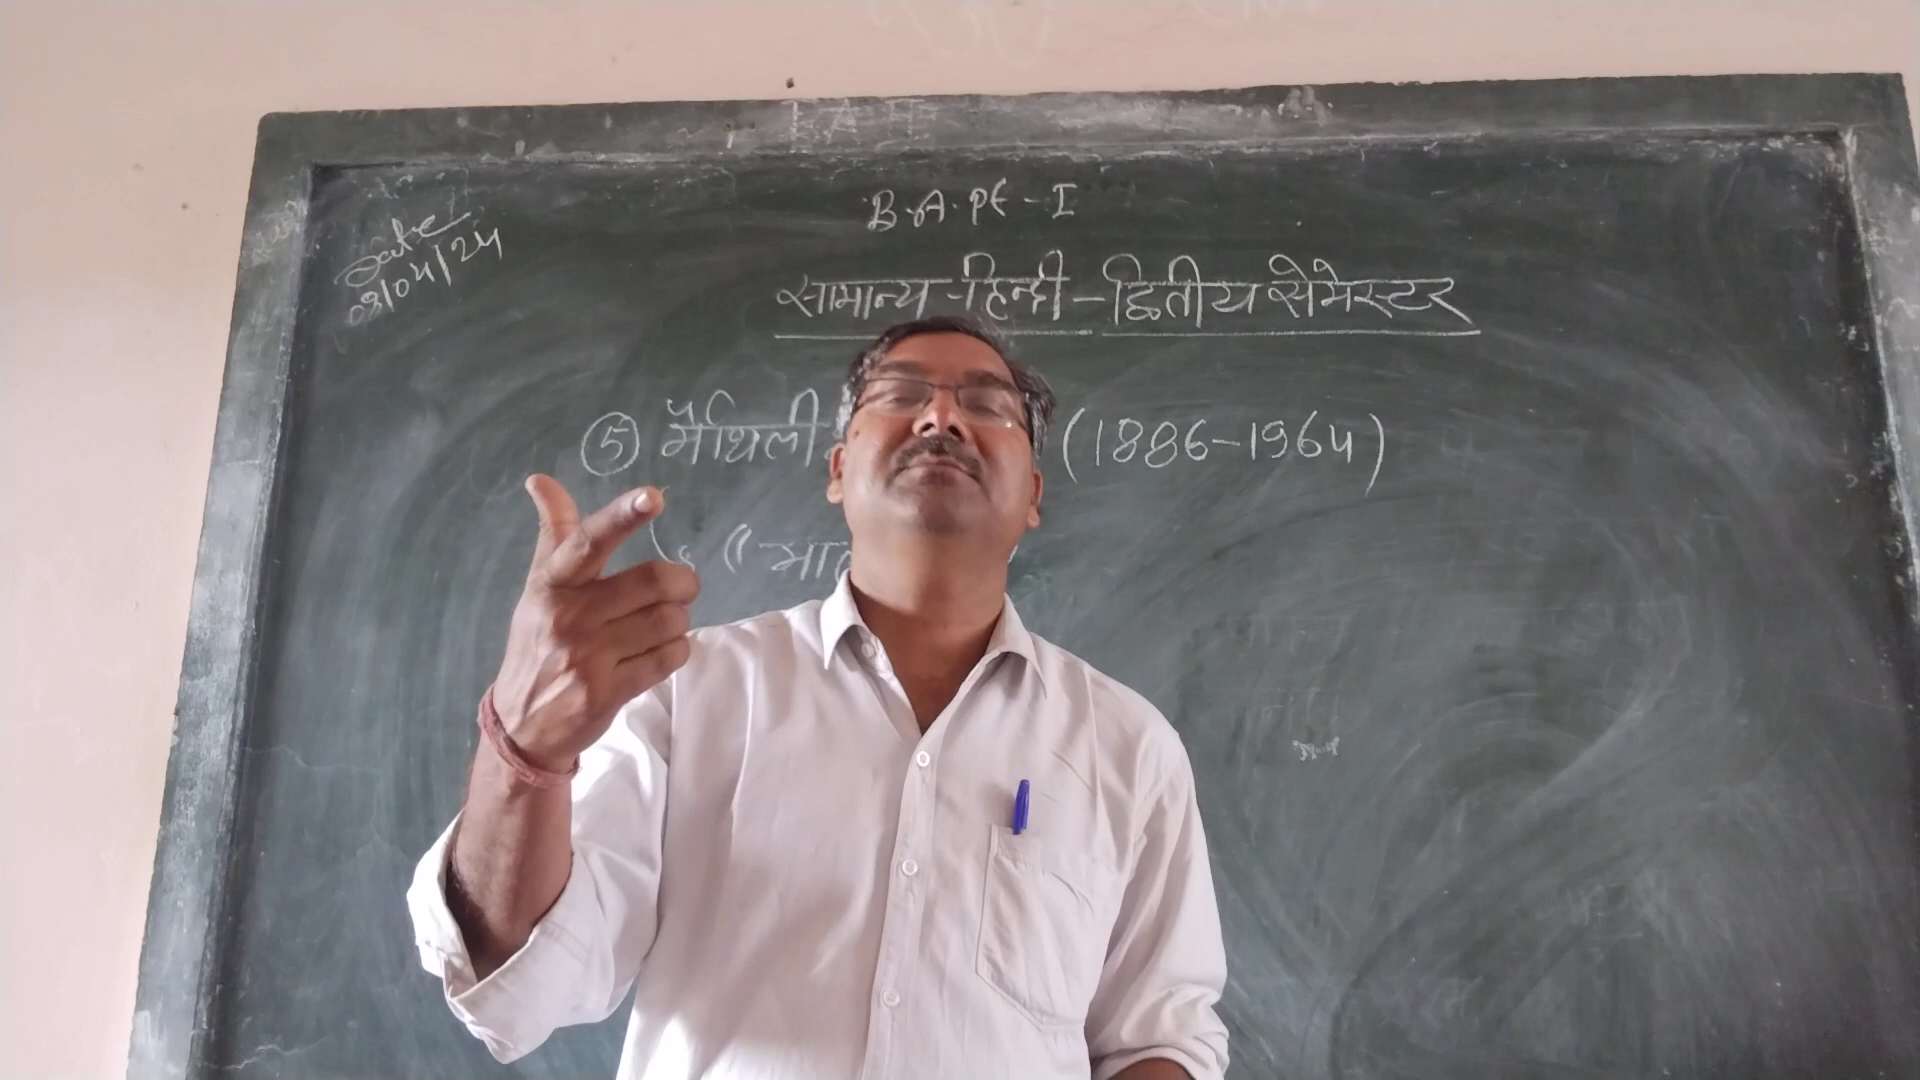 Date
08/04/24
B.A. PE - I
सामान्य - हिन्दी - द्वितीय सेमेस्टर
⑤ मैथिली (1886-1964)